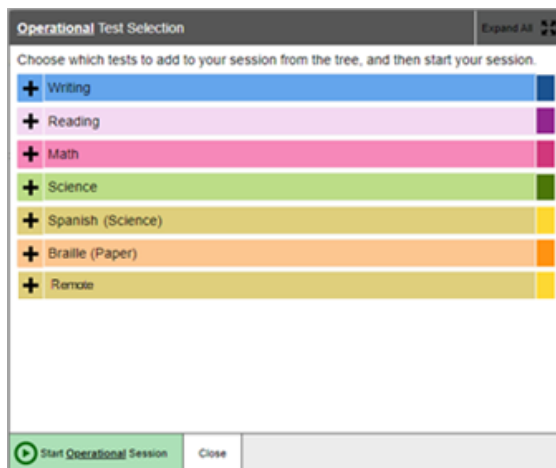 Operational Test Selection Expand All
Choose which tests to add to your session from the tree, and then start your session.
Writing
Reading
Math
Science
Spanish (Science)
Braille (Paper)
Remote
Start Operational Session Close